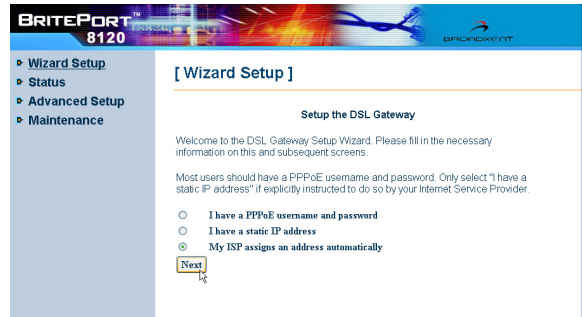 BRITEPORT™
8120
BROADXENT
Wizard Setup
Status
Advanced Setup
Maintenance
[ Wizard Setup ]
Setup the DSL Gateway
Welcome to the DSL Gateway Setup Wizard. Please fill in the necessary
information on this and subsequent screens.
Most users should have a PPPoE username and password. Only select "I have a
static IP address" if explicitly instructed to do so by your Internet Service Provider.
I have a PPPoE username and password
I have a static IP address
My ISP assigns an address automatically
Next